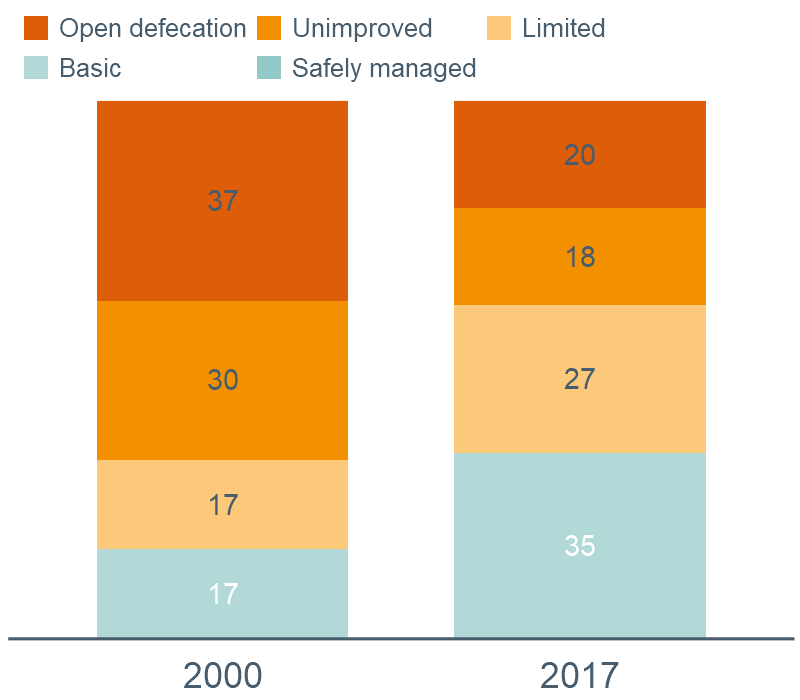 Open defecation Unimproved Limited
Basic Safely managed
37 20
30 18
17 27
17 35
2000 2017